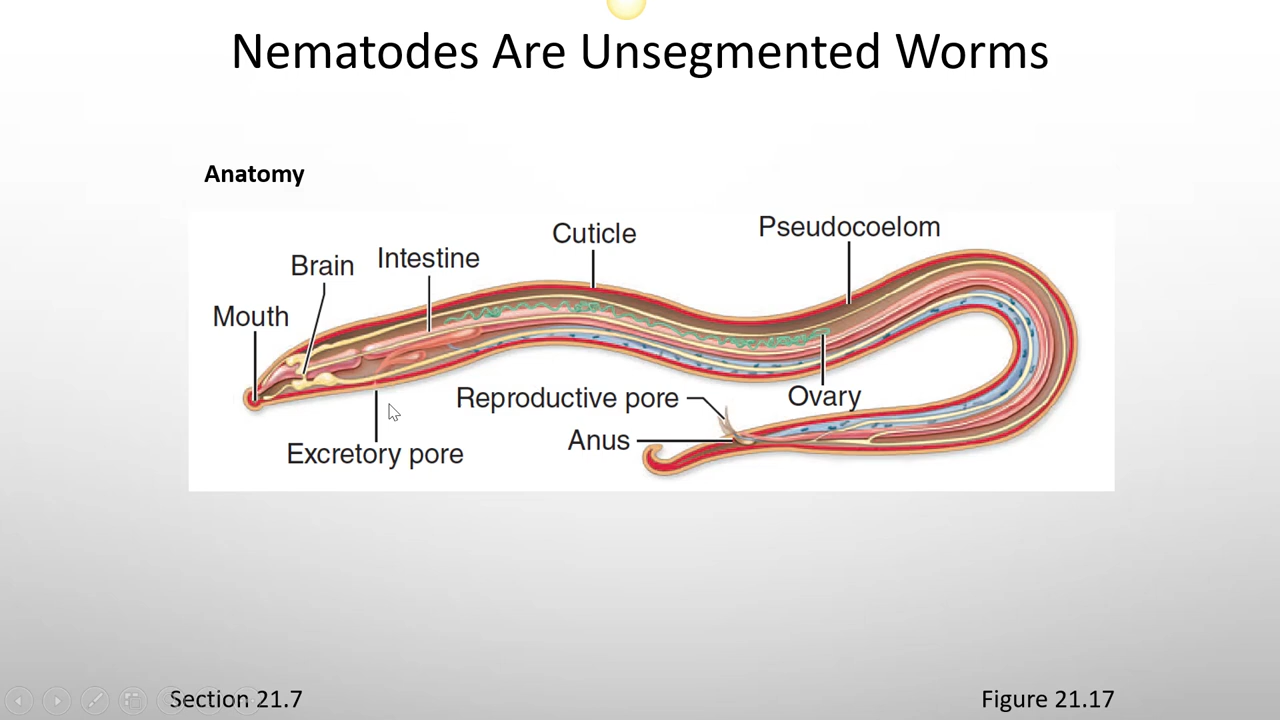 Nematodes Are Unsegmented Worms
Anatomy
Cuticle
Pseudocoelom
Brain
Intestine
Mouth
Reproductive pore
Ovary
Anus
Excretory pore
Section 21.7
Figure 21.17